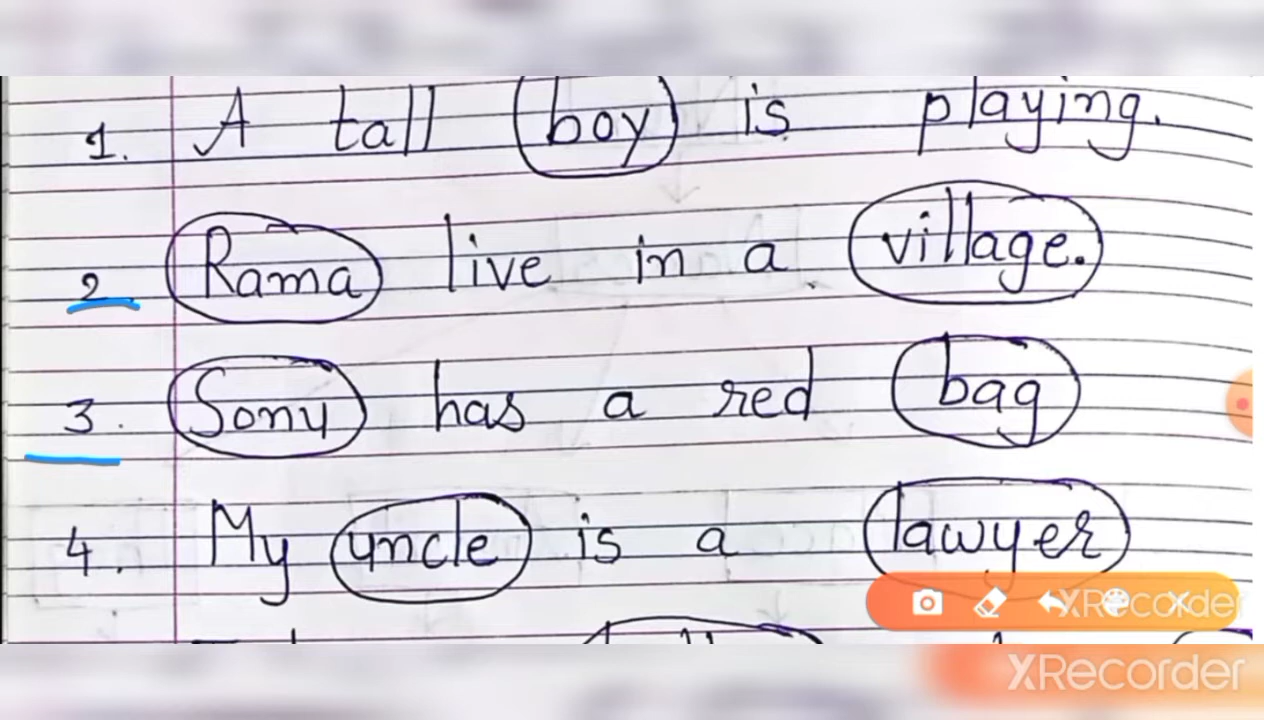 1. A tall boy is playing.
2 Rama live in a village.
3. Sony has a red bag
4. My uncle is a lawyer
XRecorder
XRecorder